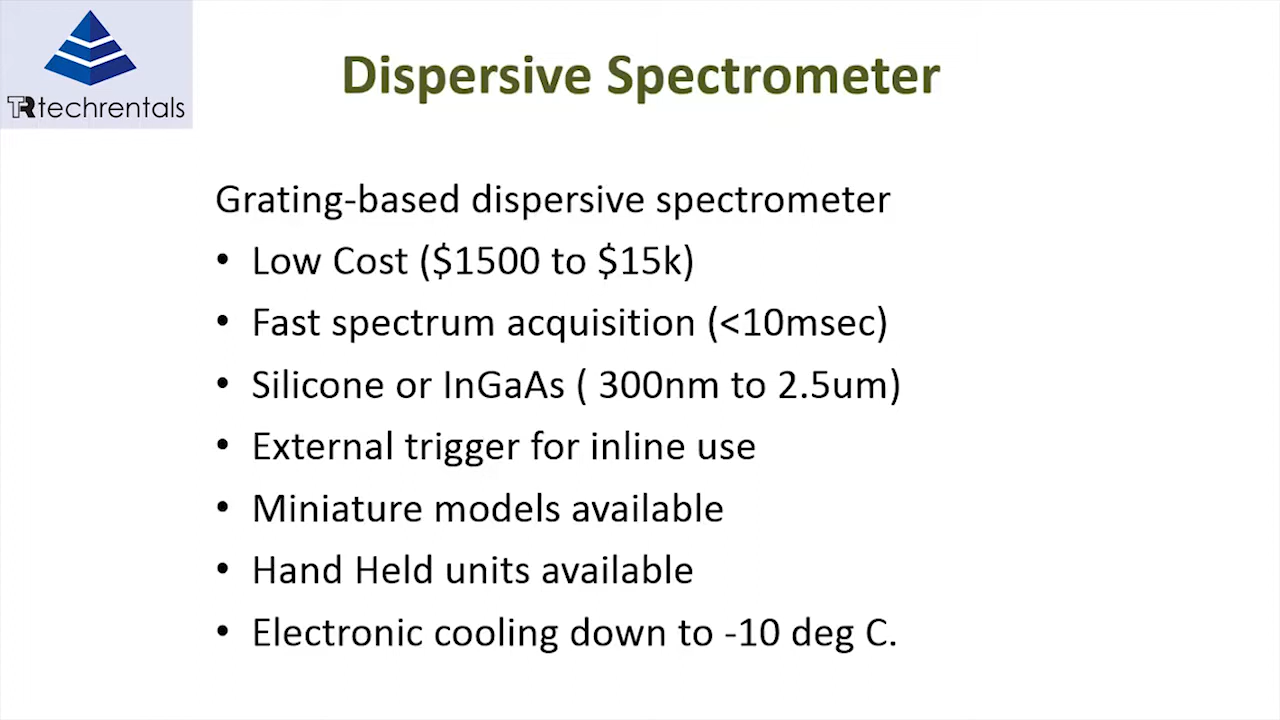 TR techrentals
Dispersive Spectrometer
Grating-based dispersive spectrometer
• Low Cost ($1500 to $15k)
• Fast spectrum acquisition (<10msec)
• Silicone or InGaAs ( 300nm to 2.5um)
• External trigger for inline use
• Miniature models available
• Hand Held units available
• Electronic cooling down to -10 deg C.